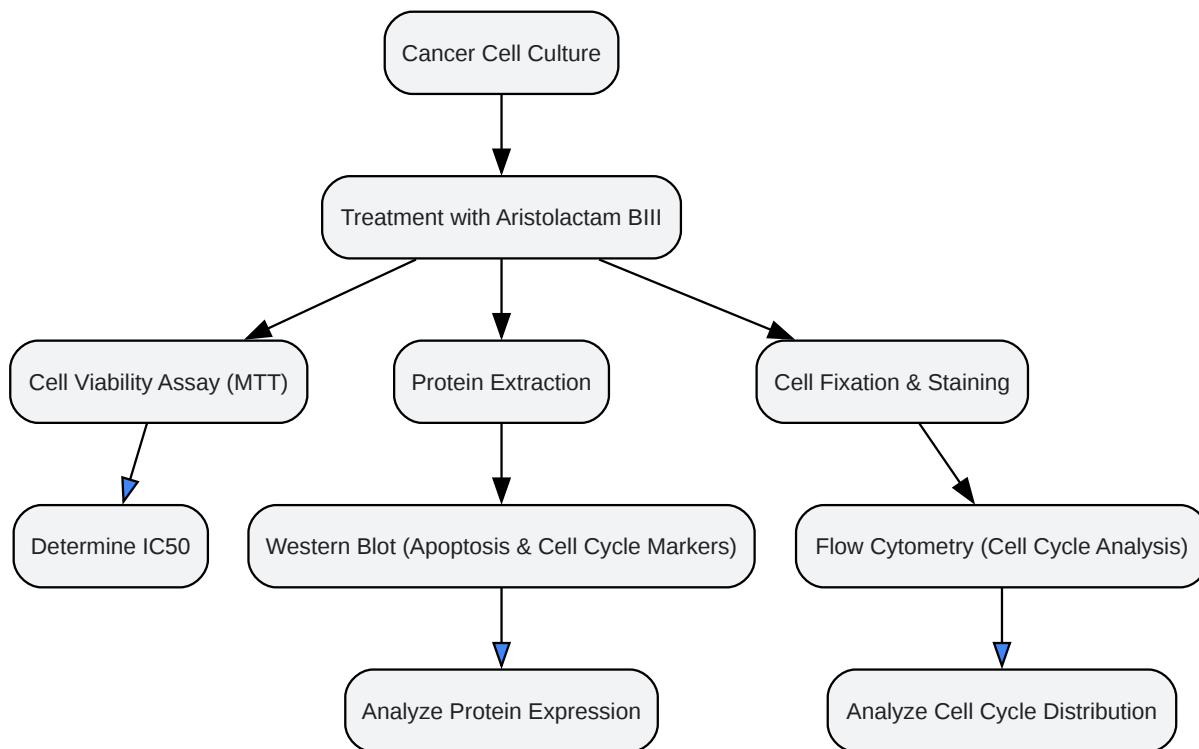 Cancer Cell Culture
Treatment with Aristolactam BIII
Cell Viability Assay (MTT)
Protein Extraction
Cell Fixation & Staining
Determine IC50
Western Blot (Apoptosis & Cell Cycle Markers)
Flow Cytometry (Cell Cycle Analysis)
Analyze Protein Expression
Analyze Cell Cycle Distribution